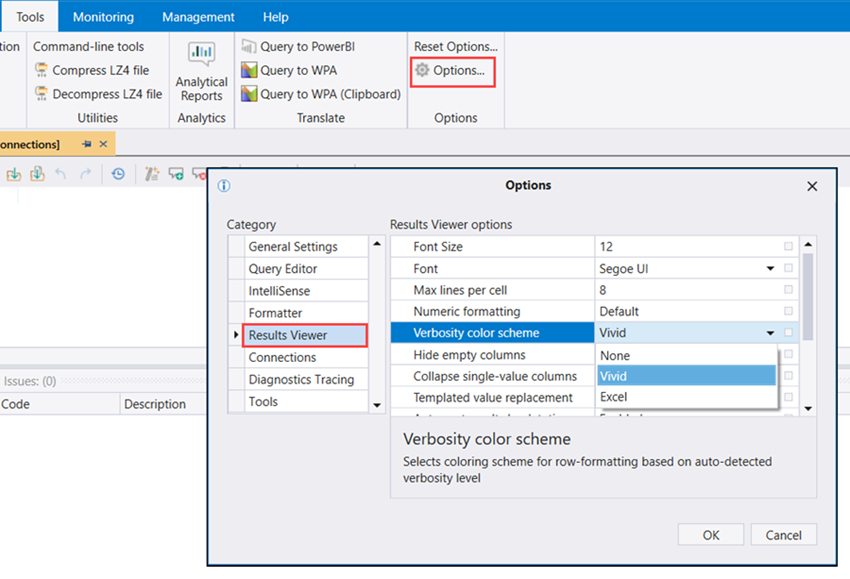 Tools Monitoring Management Help
tion
Command-line tools
Compress LZ4 file
Decompress LZ4 file
Utilities
Analytical
Reports
Analytics
Query to PowerBI
Query to WPA
Query to WPA (Clipboard)
Translate
Reset Options...
Options...
Options
onnections]
Issues: (0)
Code Description
Options
Category
General Settings
Query Editor
IntelliSense
Formatter
Results Viewer
Connections
Diagnostics Tracing
Tools
Results Viewer options
Font Size 12
Font Segoe UI
Max lines per cell 8
Numeric formatting Default
Verbosity color scheme Vivid
Hide empty columns
Collapse single-value columns
Templated value replacement
None
Vivid
Excel
Verbosity color scheme
Selects coloring scheme for row-formatting based on auto-detected
verbosity level
OK Cancel